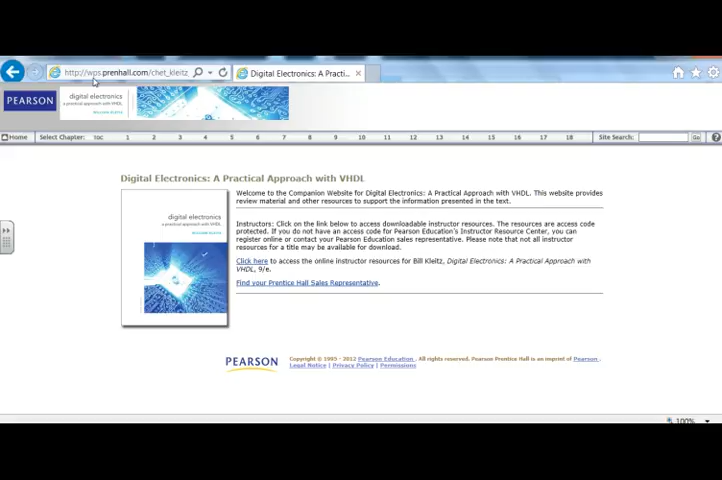 http://wps.prenhall.com/chet_kleitz
Digital Electronics: A Practi...
PEARSON
digital electronics
a practical approach with VHDL
WILLIAM KLEITZ
Home Select Chapter: TOC 1 2 3 4 5 6 7 8 9 10 11 12 13 14 15 16 17 18 Site Search: Go
Digital Electronics: A Practical Approach with VHDL
digital electronics
a practical approach with VHDL
WILLIAM KLEITZ
Welcome to the Companion Website for Digital Electronics: A Practical Approach with VHDL. This website provides
review material and other resources to support the information presented in the text.
Instructors: Click on the link below to access downloadable instructor resources. The resources are access code
protected. If you do not have an access code for Pearson Education's Instructor Resource Center, you can
register online or contact your Pearson Education sales representative. Please note that not all instructor
resources for a title may be available for download.
Click here to access the online instructor resources for Bill Kleitz, Digital Electronics: A Practical Approach with
VHDL, 9/e.
Find your Prentice Hall Sales Representative.
PEARSON
Copyright © 1995 - 2012 Pearson Education . All rights reserved. Pearson Prentice Hall is an imprint of Pearson .
Legal Notice | Privacy Policy | Permissions
100%